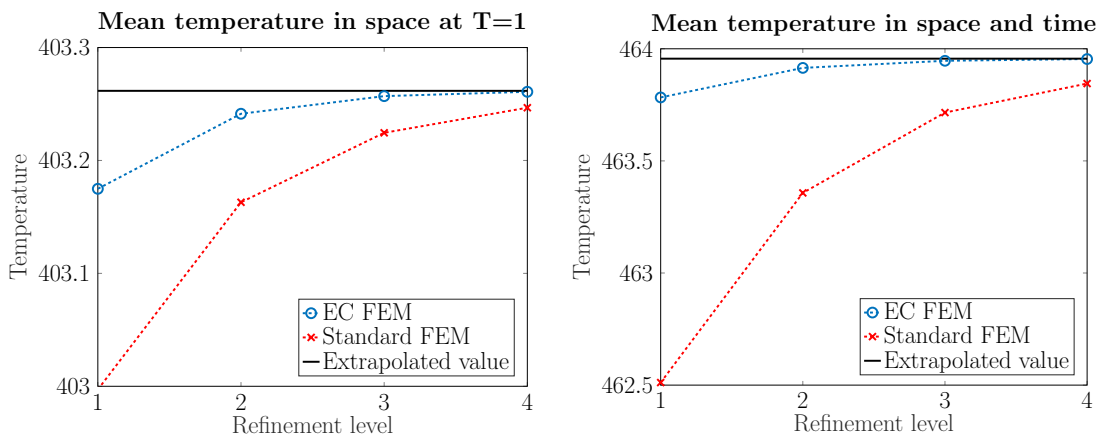 Mean temperature in space at T=1
403.3
403.2
403.1
403
Temperature
1
2
3
4
Refinement level
EC FEM
Standard FEM
Extrapolated value
Mean temperature in space and time
464
463.5
463
462.5
Temperature
1
2
3
4
Refinement level
EC FEM
Standard FEM
Extrapolated value